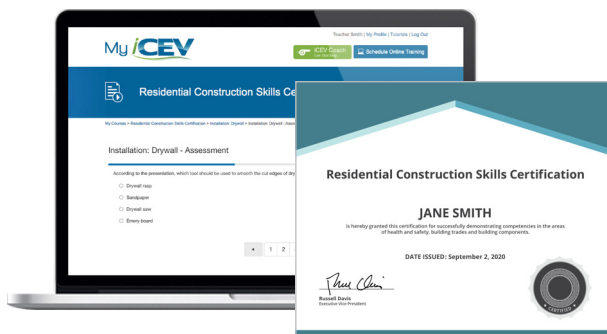 Teacher Smith | My Profile | Tutorials | Log Out
My iCEV
iCEV Coach
Schedule Online Training
Residential Construction Skills Ce
My Courses > Residential Construction Skills Certification > Installation: Drywall > Installation: Drywall - Asse
Installation: Drywall - Assessment
According to the presentation, which tool should be used to smooth the cut edges of dry
Drywall rasp
Sandpaper
Drywall saw
Emery board
1 2
Residential Construction Skills Certification
JANE SMITH
is hereby granted this certification for successfully demonstrating competencies in the areas
of health and safety, building trades and building components.
DATE ISSUED: September 2, 2020
Russell Davis
Executive Vice President
CERTIFIED